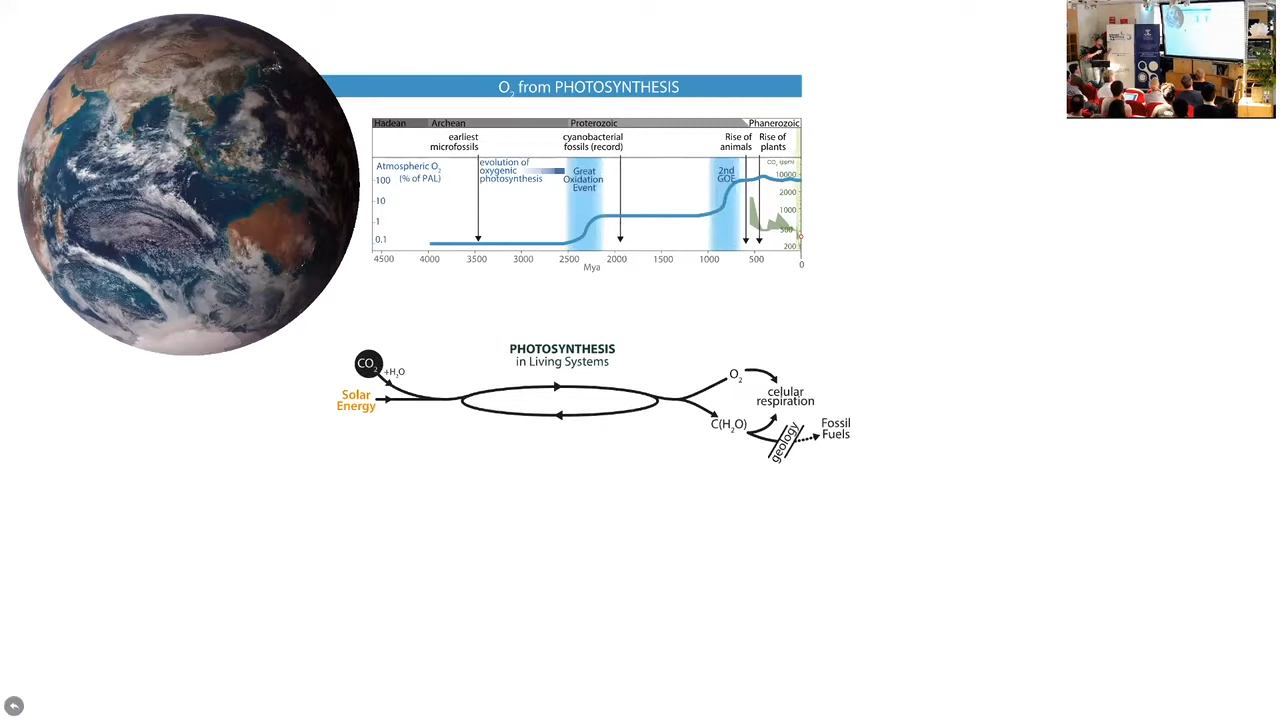 O2 from PHOTOSYNTHESIS
Hadean Archean Proterozoic Phanerozoic
earliest microfossils
cyanobacterial fossils (record)
Rise of animals
Rise of plants
Atmospheric O2
(% of PAL)
evolution of
oxygenic
photosynthesis
Great
Oxidation
Event
2nd
GOE
CO2 (ppm)
100
10
1
0.1
10000
2000
1000
500
200
4500 4000 3500 3000 2500 2000 1500 1000 500 0
Mya
PHOTOSYNTHESIS
in Living Systems
CO2
+H2O
Solar
Energy
O2
celular
respiration
C(H2O)
geology
Fossil
Fuels